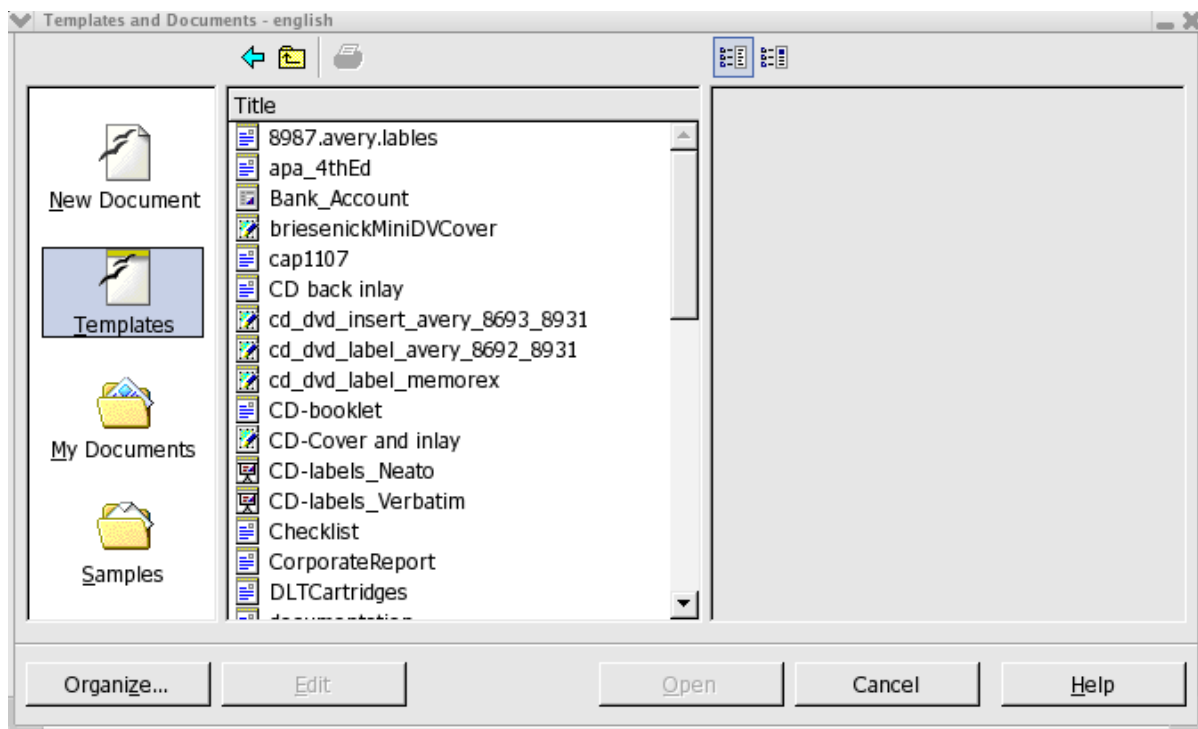 Templates and Documents - english
Title
8987.avery.lables
apa_4thEd
Bank_Account
briesenickMiniDVCover
cap1107
CD back inlay
cd_dvd_insert_avery_8693_8931
cd_dvd_label_avery_8692_8931
cd_dvd_label_memorex
CD-booklet
CD-Cover and inlay
CD-labels_Neato
CD-labels_Verbatim
Checklist
CorporateReport
DLTCartridges
documentation
New Document
Templates
My Documents
Samples
Organize...
Edit
Open
Cancel
Help